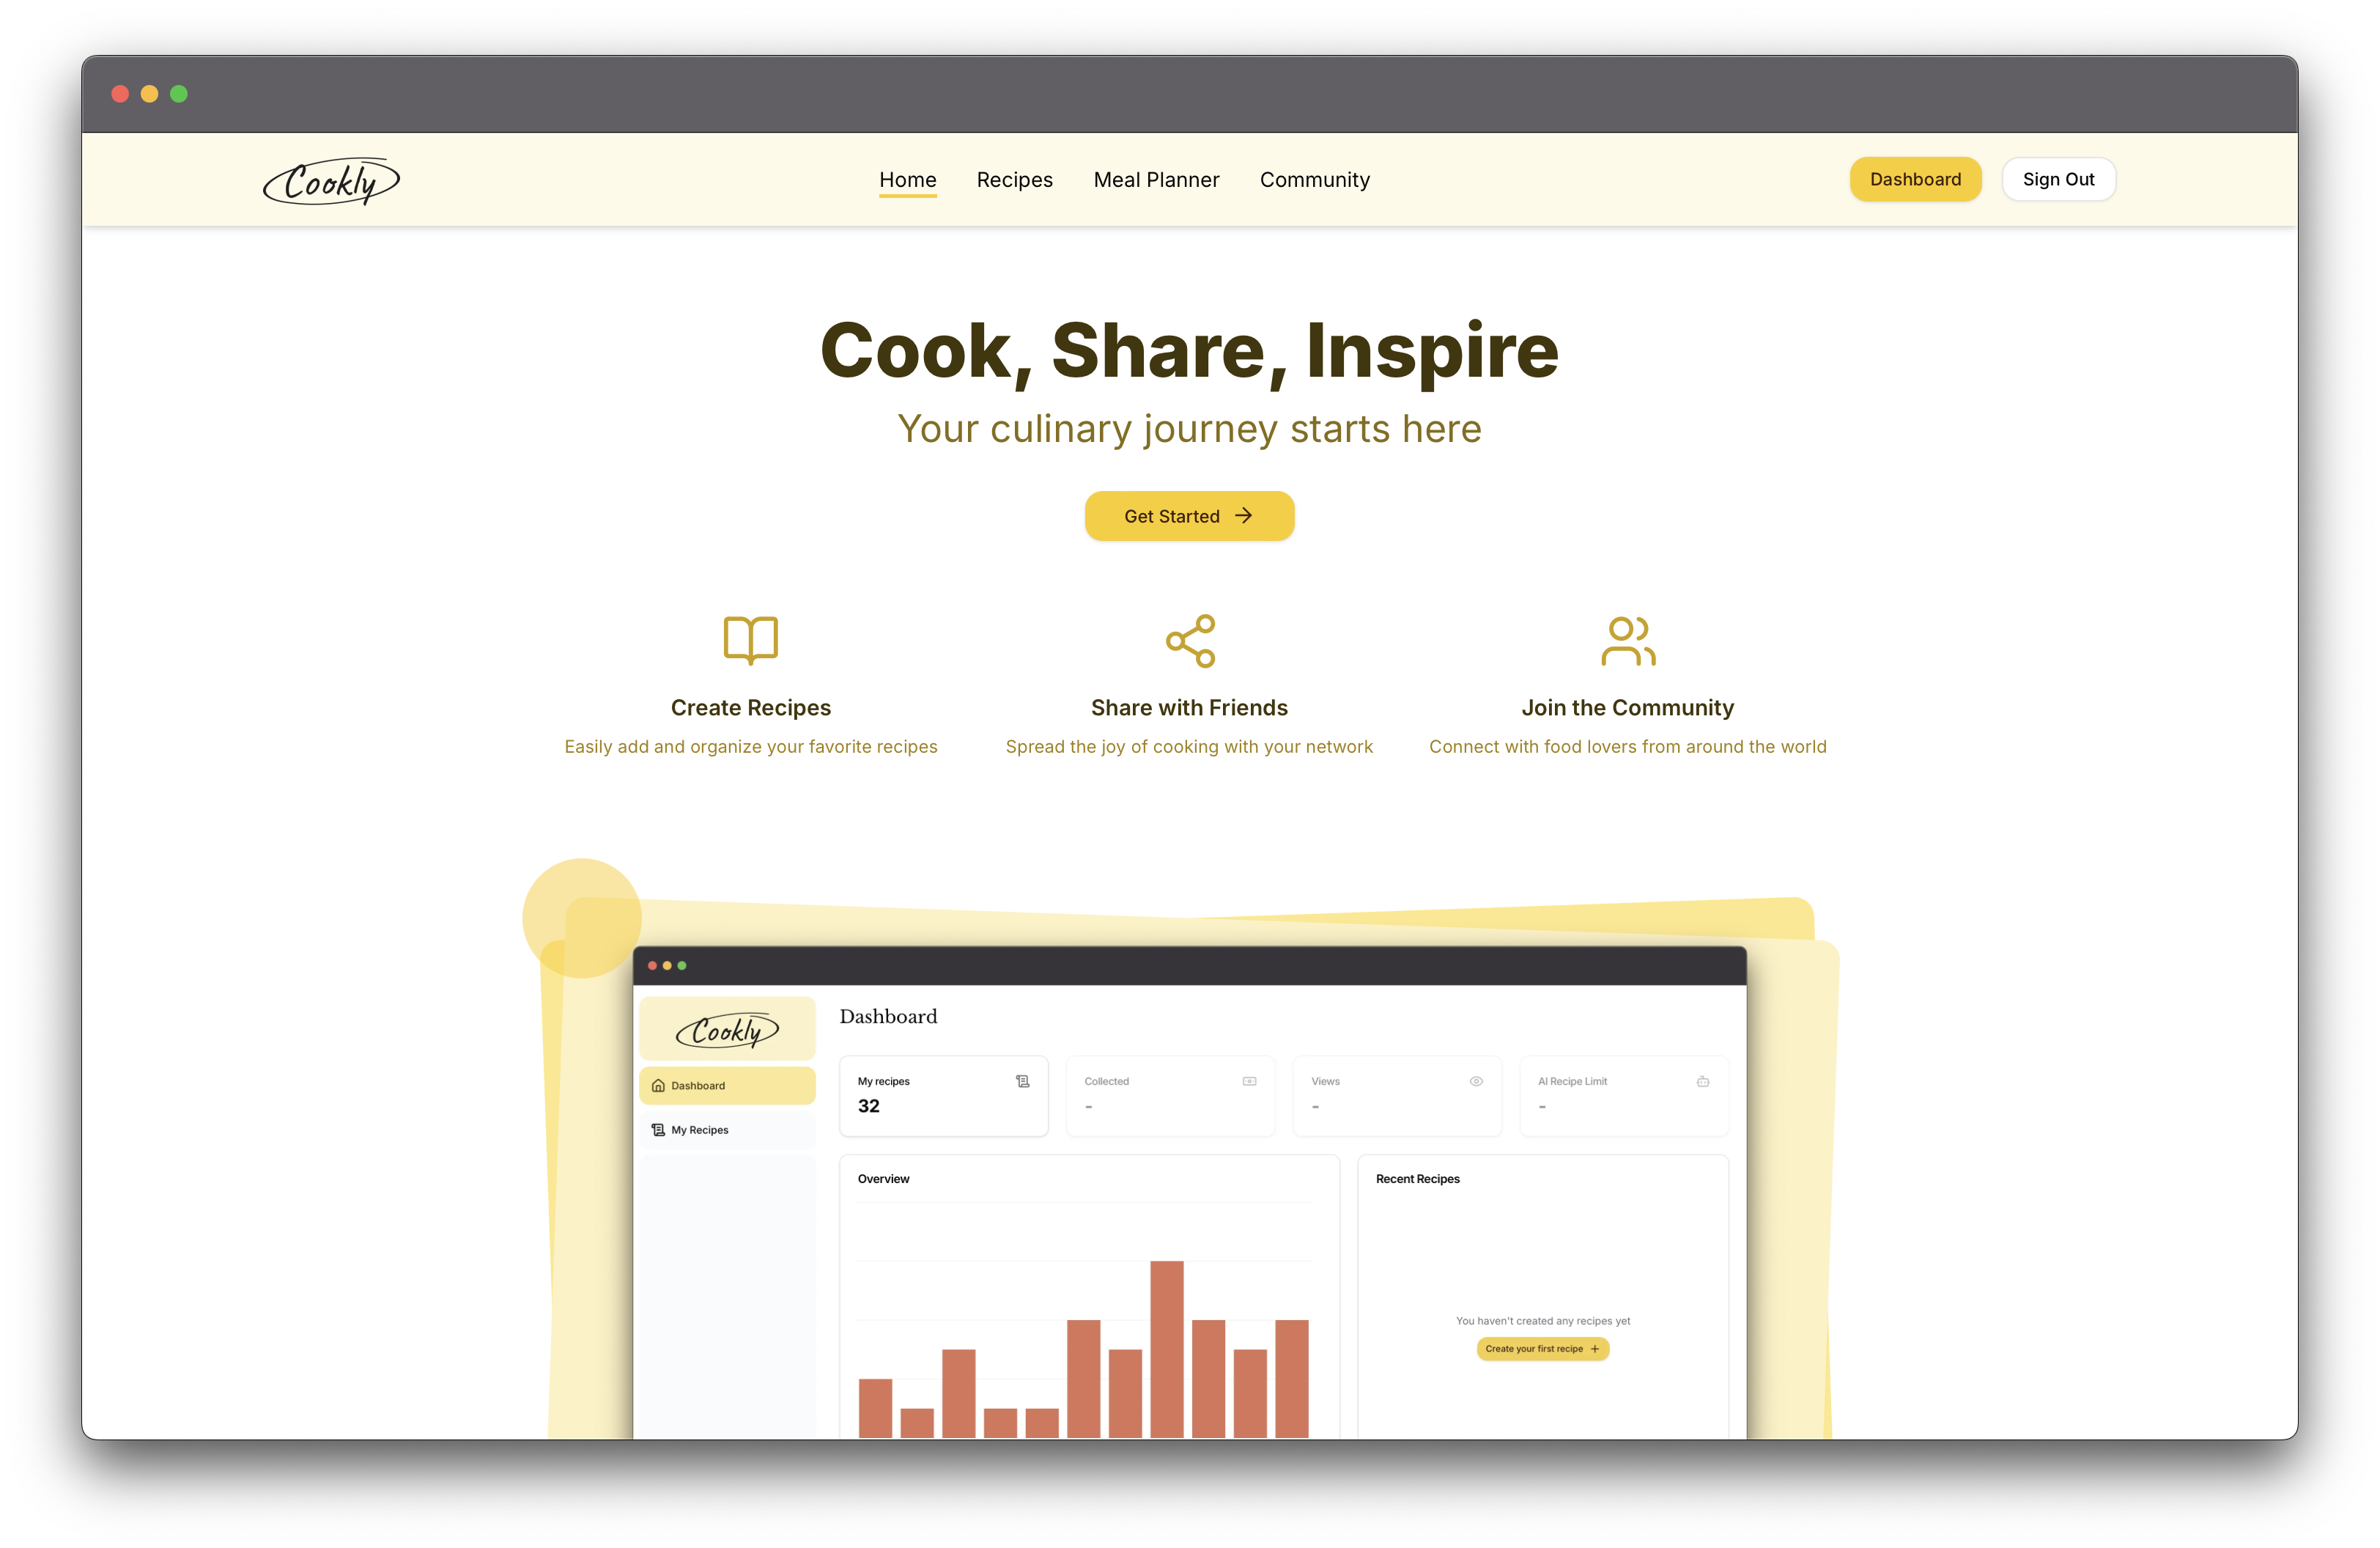 Cookly
Home Recipes Meal Planner Community
Dashboard Sign Out
Cook, Share, Inspire
Your culinary journey starts here
Get Started
Create Recipes
Easily add and organize your favorite recipes
Share with Friends
Spread the joy of cooking with your network
Join the Community
Connect with food lovers from around the world
Cookly
Dashboard
My Recipes
Dashboard
My recipes
32
Collected
-
Views
-
AI Recipe Limit
-
Overview
Recent Recipes
You haven't created any recipes yet
Create your first recipe +